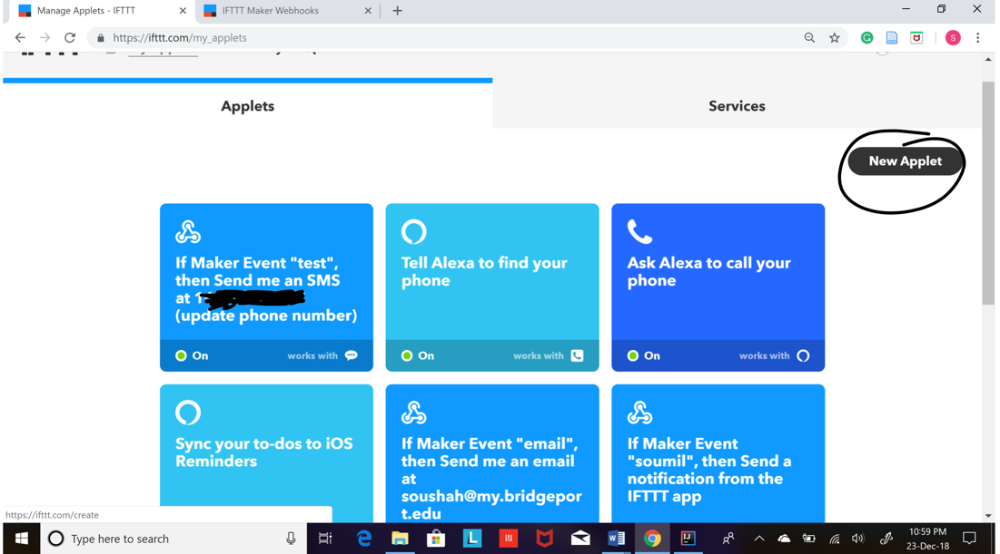 Manage Applets - IFTTT
IFTTT Maker Webhooks
https://ifttt.com/my_applets
S
Applets
Services
New Applet
If Maker Event "test",
then Send me an SMS
at 1
(update phone number)
On
works with
Tell Alexa to find your
phone
On
works with
Ask Alexa to call your
phone
On
works with
Sync your to-dos to iOS
Reminders
If Maker Event "email",
then Send me an email
at
soushah@my.bridgepor
t.edu
If Maker Event
"soumil", then Send a
notification from the
IFTTT app
https://ifttt.com/create
Type here to search
10:59 PM
23-Dec-18